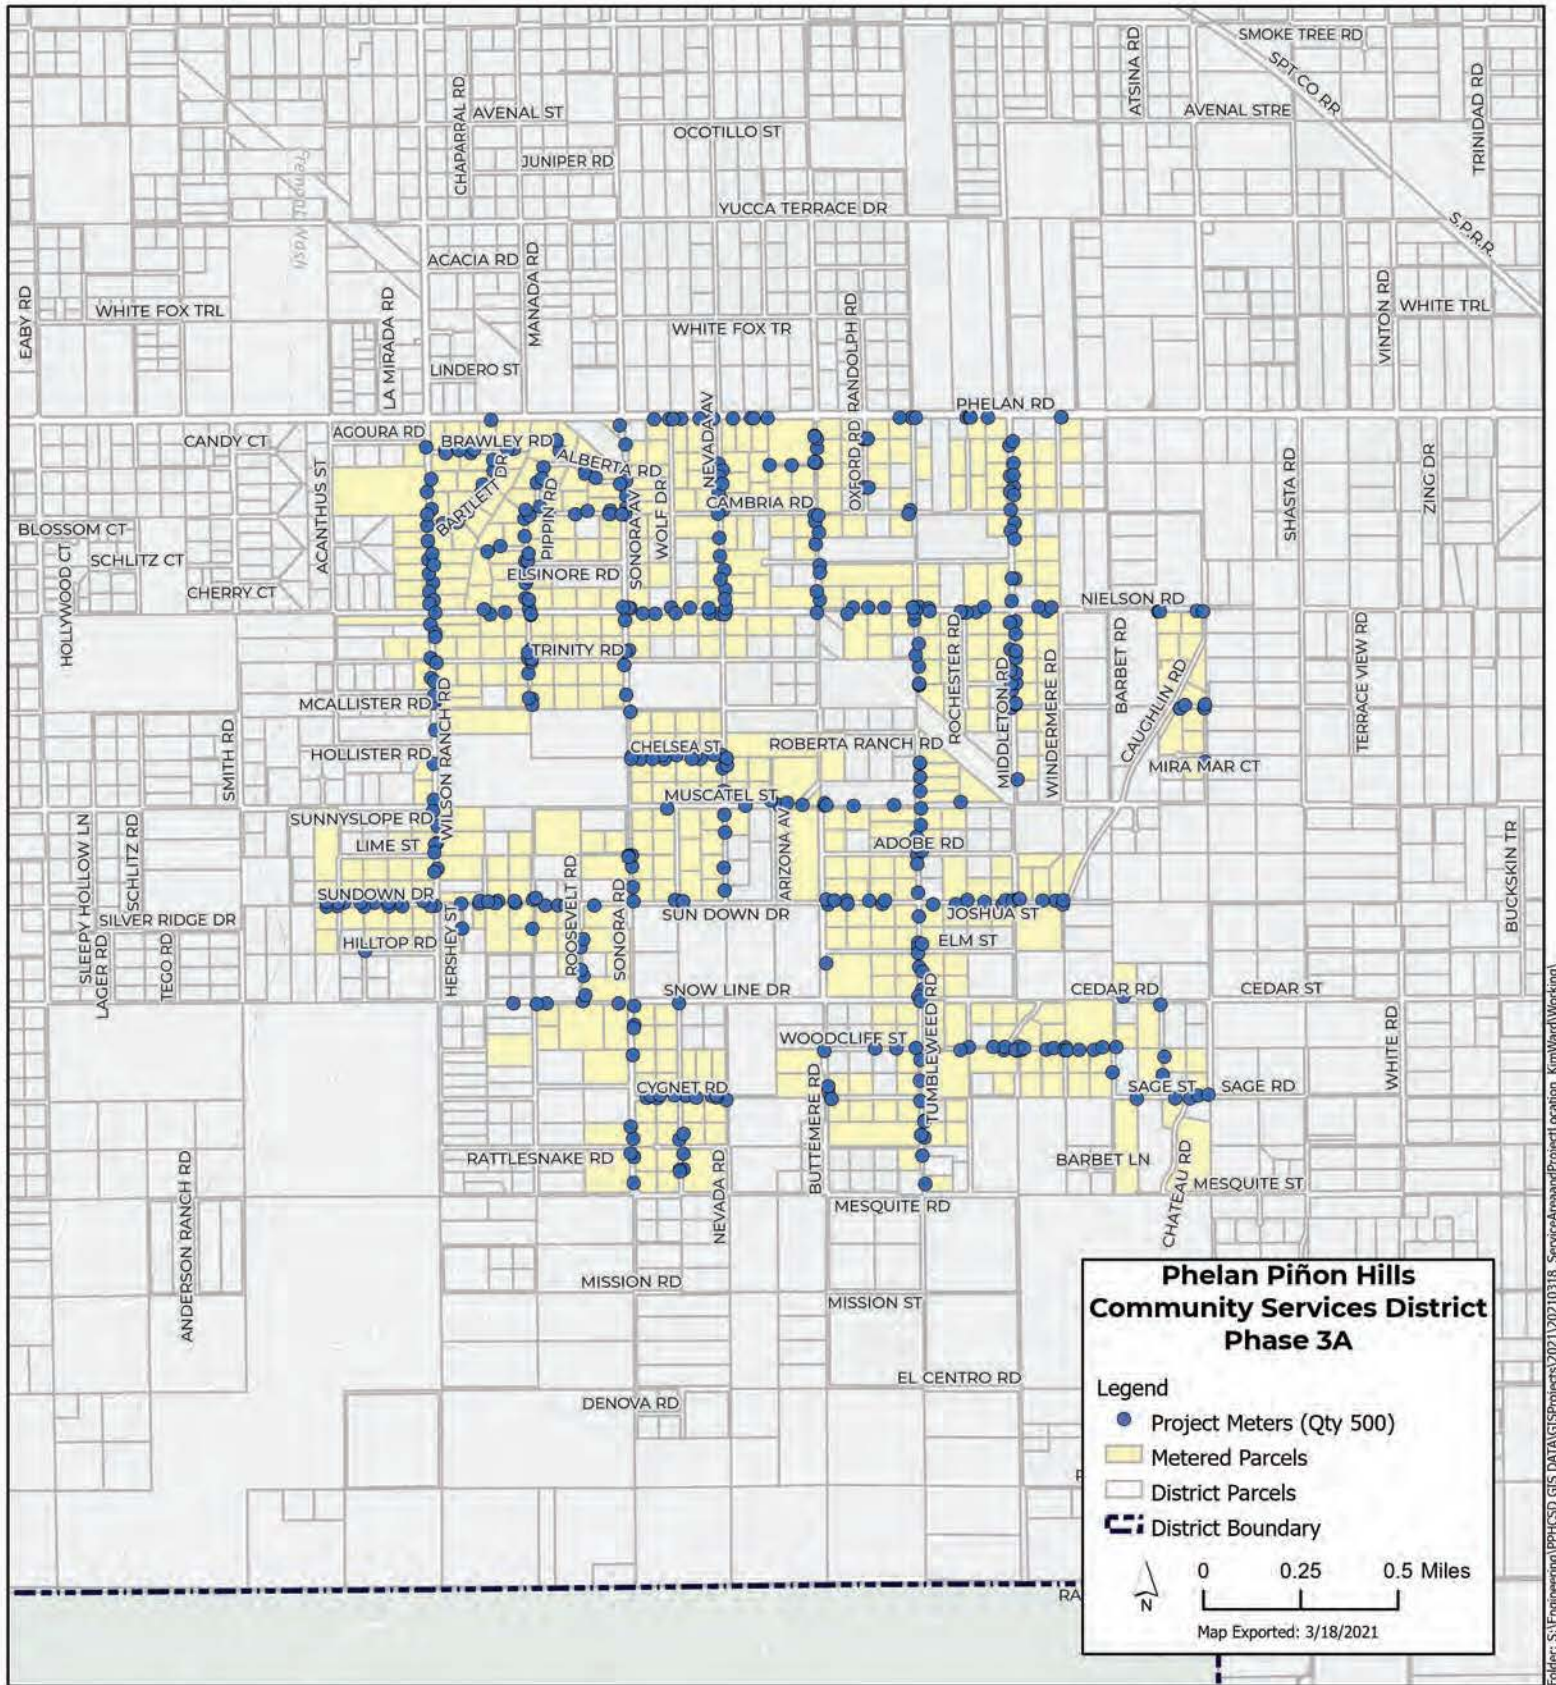 SMOKE TREE RD
ATSINA RD
SPT CO RR
TRINIDAD RD
CHAPARRAL RD
AVENAL ST
AVENAL STRE
OCOTILLO ST
JUNIPER RD
YUCCA TERRACE DR
S.P.R.R.
ACACIA RD
MANADA RD
EABY RD
WHITE FOX TRL
LA MIRADA RD
WHITE FOX TR
RANDOLPH RD
VINTON RD
WHITE TRL
LINDERO ST
NEVADA AV
PHELAN RD
CANDY CT
AGOURA RD
BRAWLEY RD
ALBERTA RD
OXFORD RD
ACANTHUS ST
BARTLETT DR
PIPPIN RD
SONORA AV
WOLF DR
CAMBRIA RD
SHASTA RD
ZING DR
BLOSSOM CT
HOLLYWOOD CT
SCHLITZ CT
ELSINORE RD
CHERRY CT
NIELSON RD
TRINITY RD
ROCHESTER RD
MIDDLETON RD
WINDERMERE RD
BARBET RD
CAUGHLIN RD
TERRACE VIEW RD
MCALLISTER RD
WILSON RANCH RD
SMITH RD
HOLLISTER RD
CHELSEA ST
ROBERTA RANCH RD
MIRA MAR CT
MUSCATEL ST
SUNNYSLOPE RD
LIME ST
ARIZONA AV
ADOBE RD
SLEEPY HOLLOW LN
SCHLITZ RD
BUCKSKIN TR
SUNDOWN DR
ROOSEVELT RD
SONORA RD
SUN DOWN DR
JOSHUA ST
SILVER RIDGE DR
HILLTOP RD
HERSHEY ST
ELM ST
LAGER RD
TEGO RD
SNOW LINE DR
CEDAR RD
CEDAR ST
TUMBLEWEED RD
WOODCLIFF ST
WHITE RD
CYGNET RD
BUTTEMERE RD
SAGE ST
SAGE RD
RATTLESNAKE RD
BARBET LN
CHATEAU RD
MESQUITE ST
ANDERSON RANCH RD
NEVADA RD
MESQUITE RD
MISSION RD
MISSION ST
EL CENTRO RD
DENOVA RD
RA
Phelan Piñon Hills
Community Services District
Phase 3A
Legend
Project Meters (Qty 500)
Metered Parcels
District Parcels
District Boundary
0 0.25 0.5 Miles
N
Map Exported: 3/18/2021